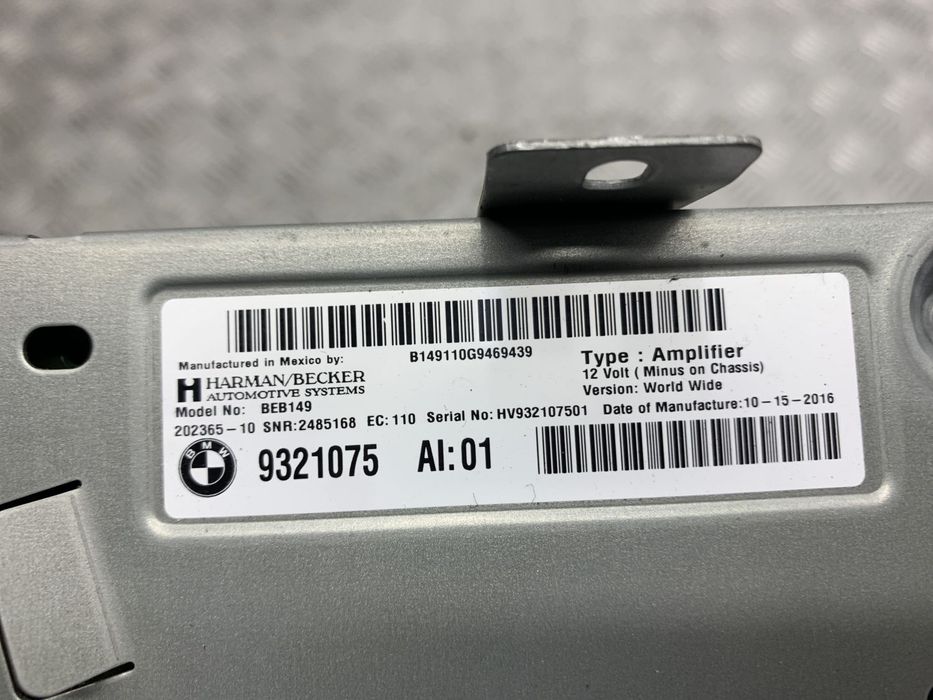 B149110G9469439
Manufactured in Mexico by:
HARMAN/BECKER
AUTOMOTIVE SYSTEMS
Type : Amplifier
12 Volt ( Minus on Chassis)
Version: World Wide
Model No: BEB149
202365-10 SNR:2485168 EC: 110 Serial No: HV932107501 Date of Manufacture:10-15-2016
BMW
9321075 AI: 01